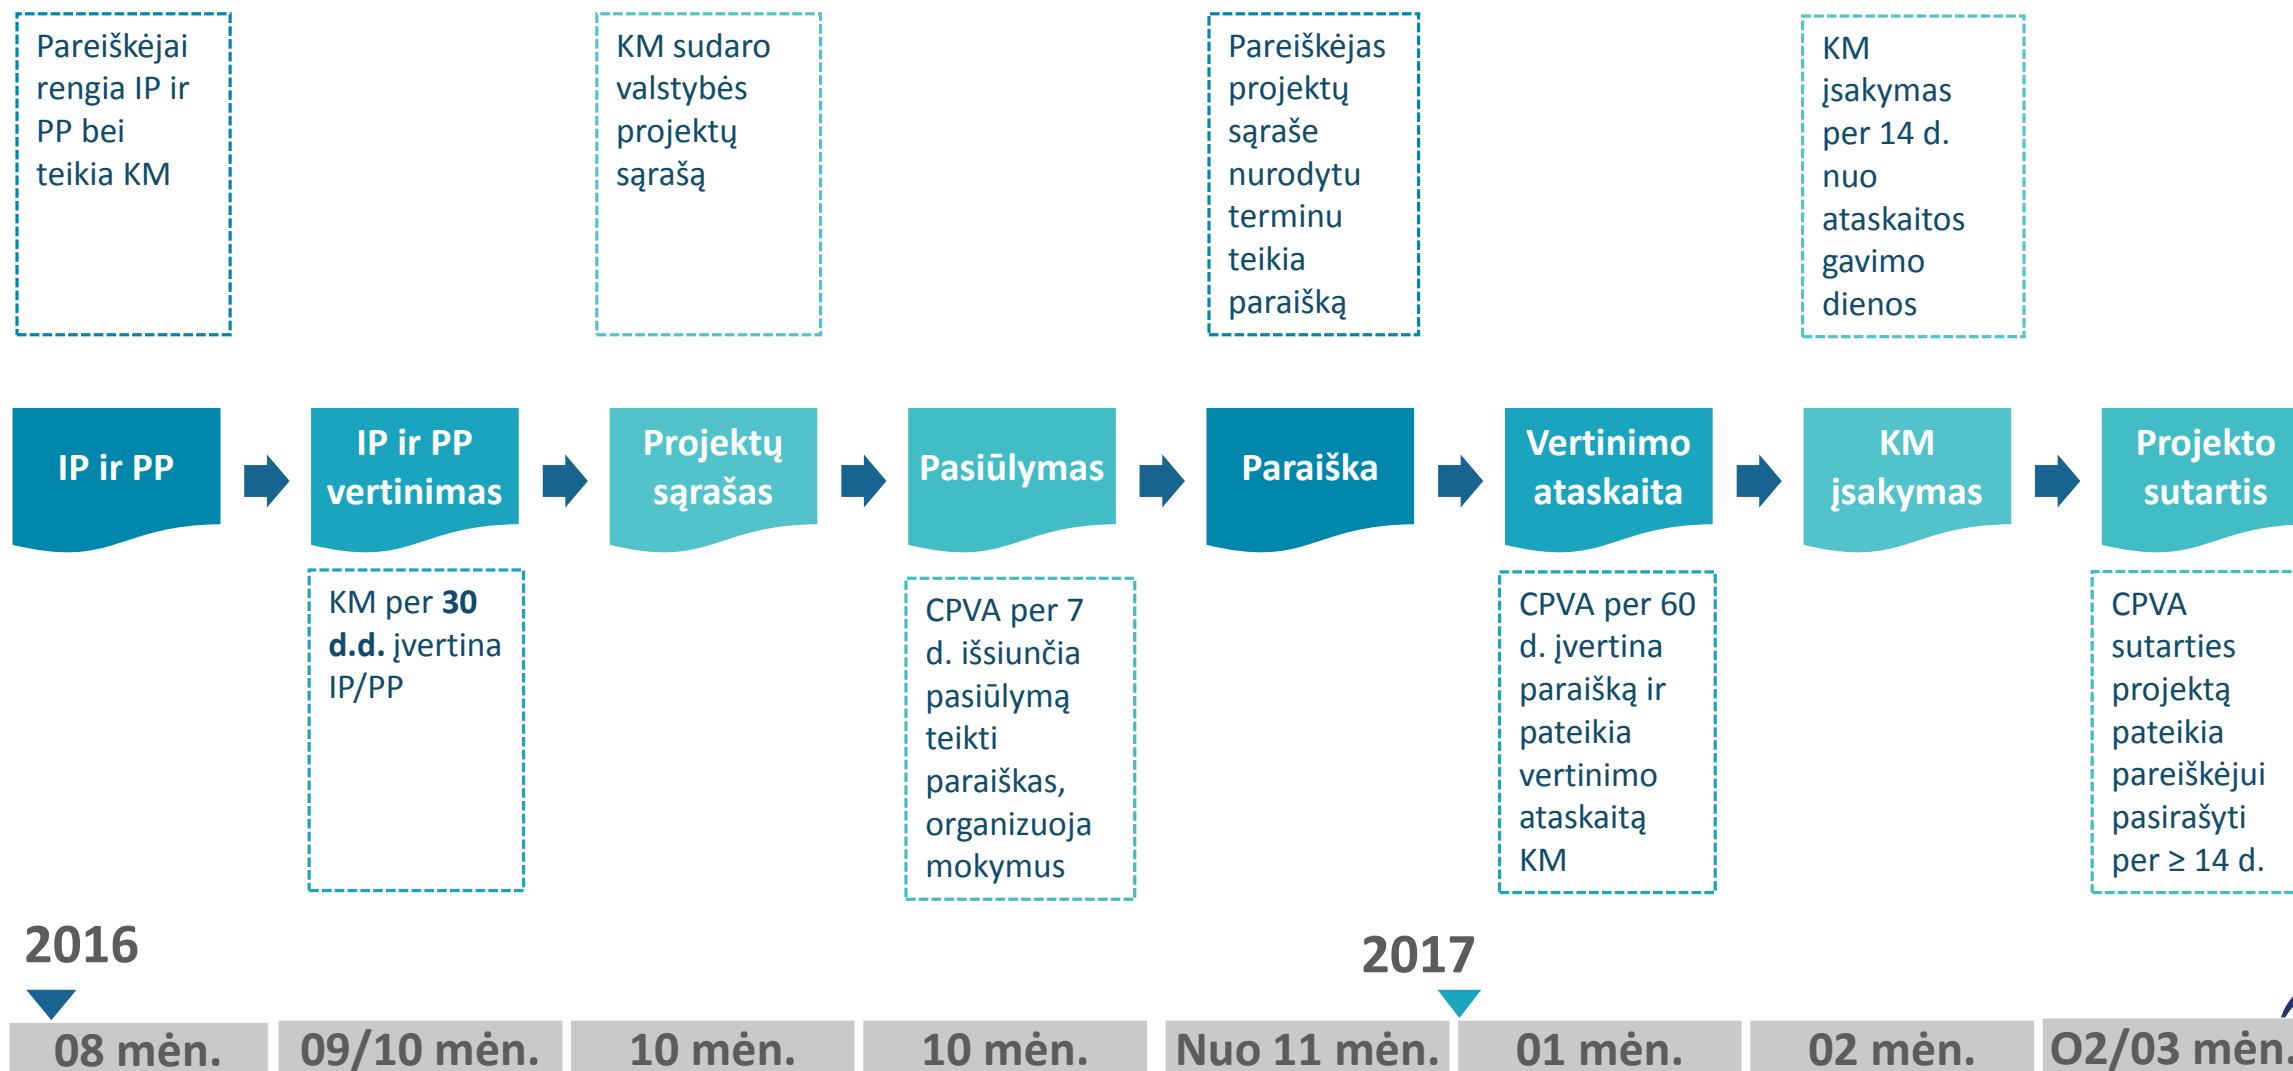 Pareiškėjai
rengia IP ir
PP bei
teikia KM
KM sudaro
valstybės
projektų
sąrašą
Pareiškėjas
projektų
sąraše
nurodytu
terminu
teikia
paraišką
KM
įsakymas
per 14 d.
nuo
ataskaitos
gavimo
dienos
IP ir PP
IP ir PP
vertinimas
Projektų
sąrašas
Pasiūlymas
Paraiška
Vertinimo
ataskaita
KM
įsakymas
Projekto
sutartis
KM per 30
d.d. įvertina
IP/PP
CPVA per 7
d. išsiunčia
pasiūlymą
teikti
paraiškas,
organizuoja
mokymus
CPVA per 60
d. įvertina
paraišką ir
pateikia
vertinimo
ataskaitą
KM
CPVA
sutarties
projektą
pateikia
pareiškėjui
pasirašyti
per ≥ 14 d.
2016
2017
08 mėn.
09/10 mėn.
10 mėn.
10 mėn.
Nuo 11 mėn.
01 mėn.
02 mėn.
O2/03 mėn.